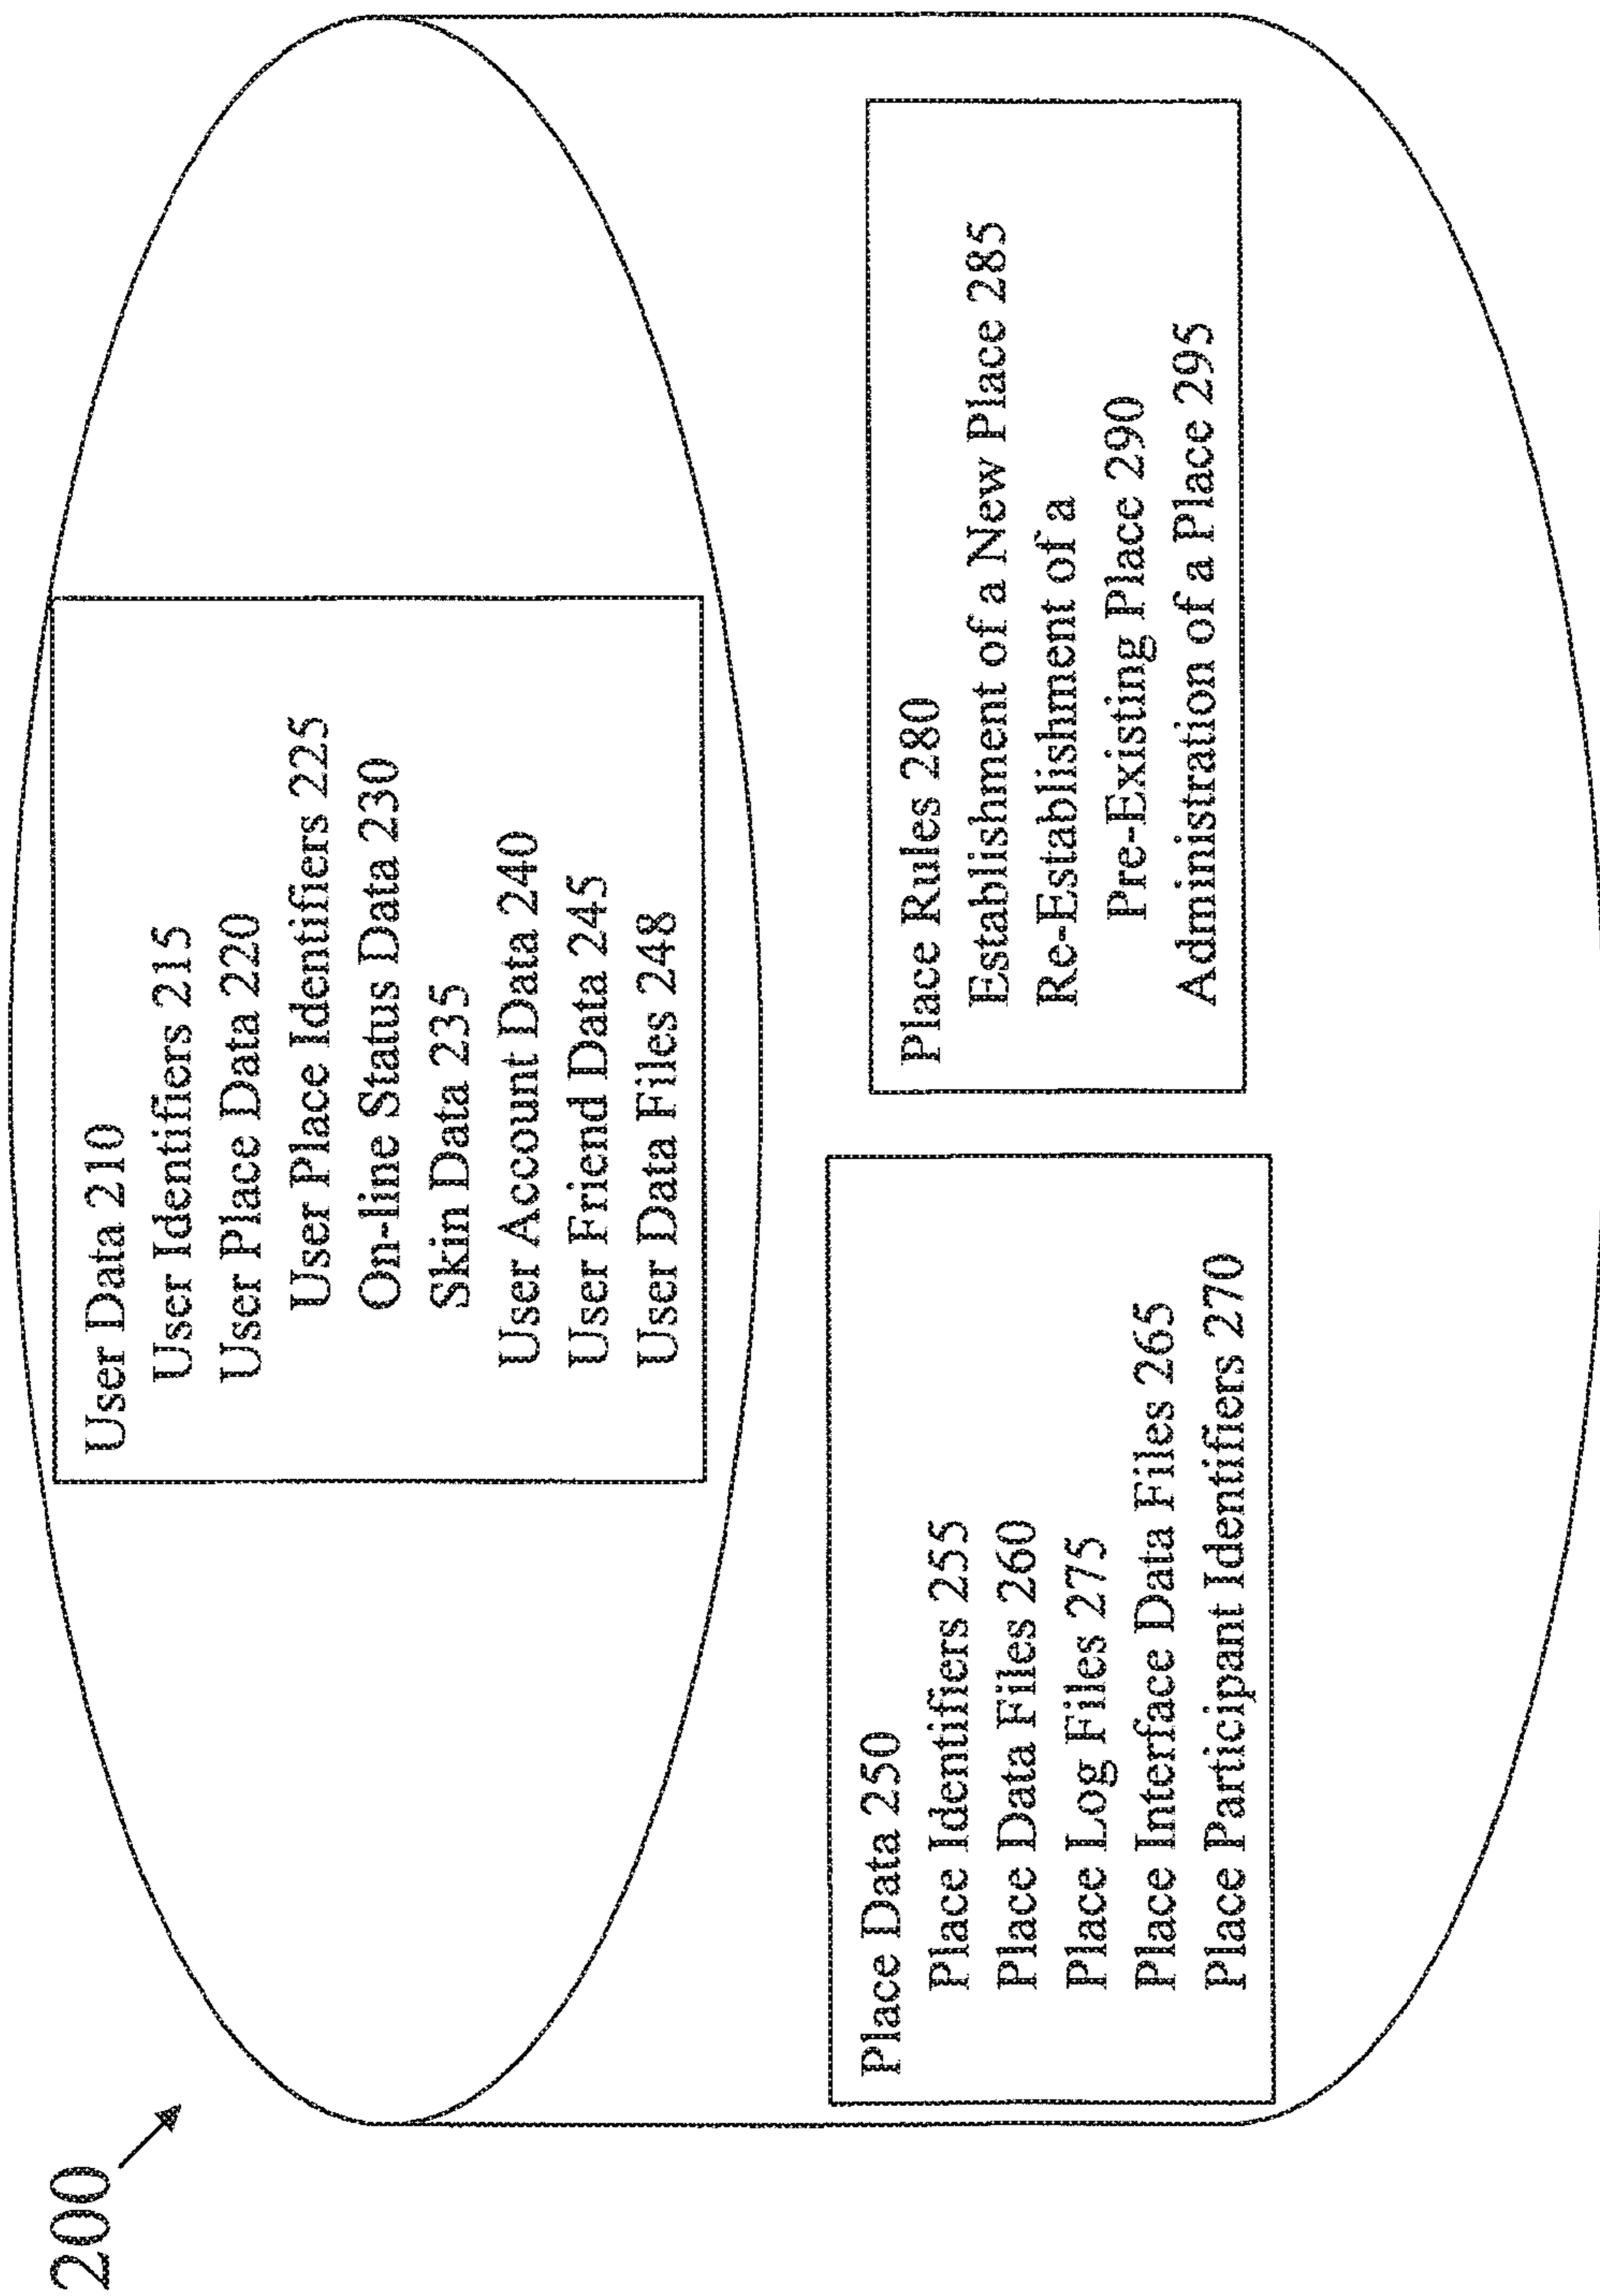 200
User Data 210
User Identifiers 215
User Place Data 220
User Place Identifiers 225
On-line Status Data 230
Skin Data 235
User Account Data 240
User Friend Data 245
User Data Files 248
Place Data 250
Place Identifiers 255
Place Data Files 260
Place Log Files 275
Place Interface Data Files 265
Place Participant Identifiers 270
Place Rules 280
Establishment of a New Place 285
Re-Establishment of a
Pre-Existing Place 290
Administration of a Place 295